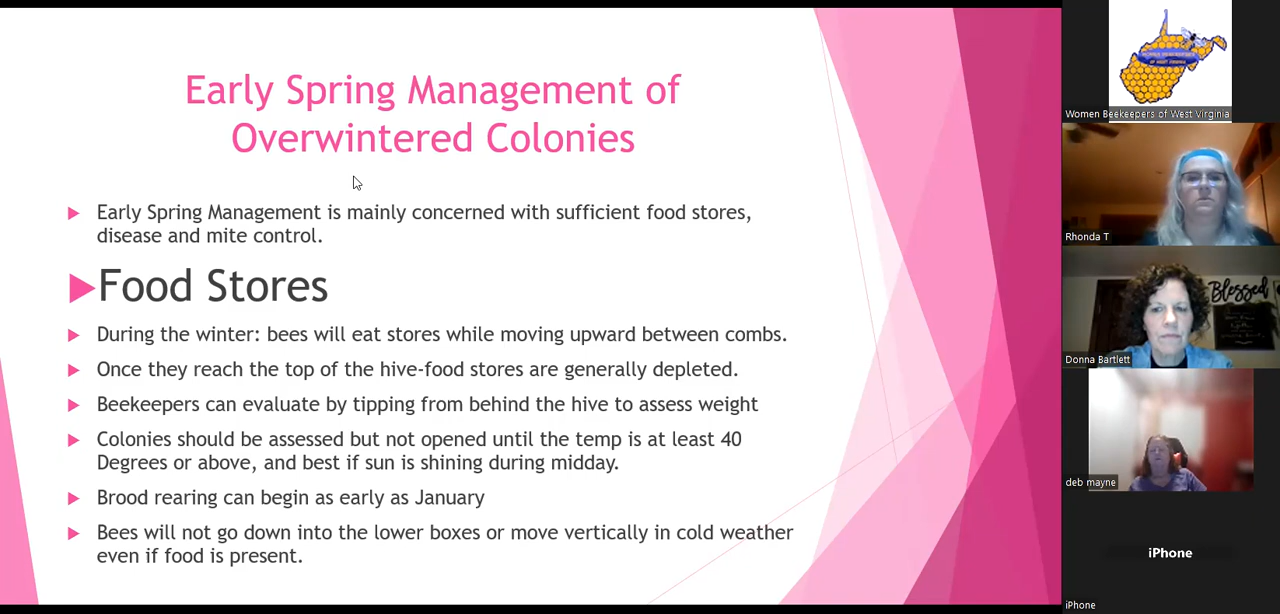 Early Spring Management of
Overwintered Colonies
Early Spring Management is mainly concerned with sufficient food stores,
disease and mite control.
Food Stores
During the winter: bees will eat stores while moving upward between combs.
Once they reach the top of the hive-food stores are generally depleted.
Beekeepers can evaluate by tipping from behind the hive to assess weight
Colonies should be assessed but not opened until the temp is at least 40
Degrees or above, and best if sun is shining during midday.
Brood rearing can begin as early as January
Bees will not go down into the lower boxes or move vertically in cold weather
even if food is present.
Women Beekeepers of West Virginia
Rhonda T
Blessed
Donna Bartlett
deb mayne
iPhone
iPhone